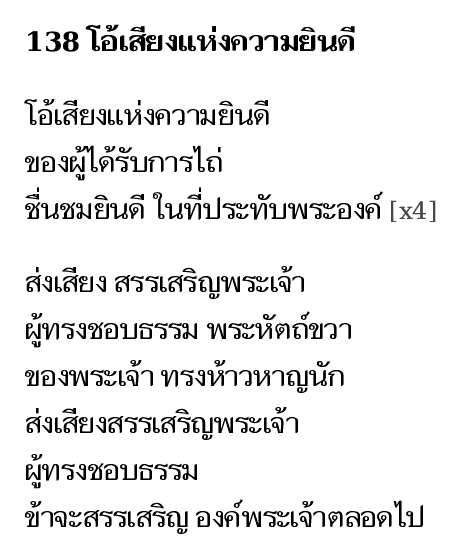 138 โอ้เสียงแห่งความยินดี
โอ้เสียงแห่งความยินดี
ของผู้ได้รับการไถ่
ชื่นชมยินดี ในที่ประทับพระองค์ [x4]
ส่งเสียง สรรเสริญพระเจ้า
ผู้ทรงชอบธรรม พระหัตถ์ขวา
ของพระเจ้า ทรงห้าวหาญนัก
ส่งเสียงสรรเสริญพระเจ้า
ผู้ทรงชอบธรรม
ข้าจะสรรเสริญ องค์พระเจ้าตลอดไป